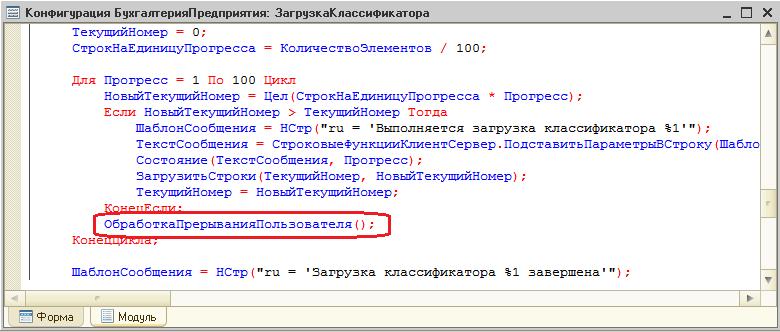 Конфигурация БухгалтерияПредприятия: ЗагрузкаКлассификатора
ТекущийНомер = 0;
СтрокНаЕдиницуПрогресса = КоличествоЭлементов / 100;
Для Прогресс = 1 По 100 Цикл
НовыйТекущийНомер = Цел(СтрокНаЕдиницуПрогресса * Прогресс);
Если НовыйТекущийНомер > ТекущийНомер Тогда
ШаблонСообщения = НСтр("ru = 'Выполняется загрузка классификатора %1'");
ТекстСообщения = СтроковыеФункцииКлиентСервер.ПодставитьПараметрыВСтроку(Шабло
Состояние(ТекстСообщения, Прогресс);
ЗагрузитьСтроки(ТекущийНомер, НовыйТекущийНомер);
ТекущийНомер = НовыйТекущийНомер;
КонецЕсли;
ОбработкаПрерыванияПользователя();
КонецЦикла;
ШаблонСообщения = НСтр("ru = 'Загрузка классификатора %1 завершена'");
Форма Модуль